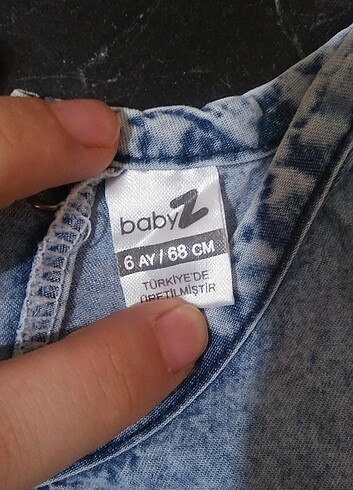 babyZ
6 AY / 68 CM
TÜRKİYE'DE
ÜRETİLMİŞTİR